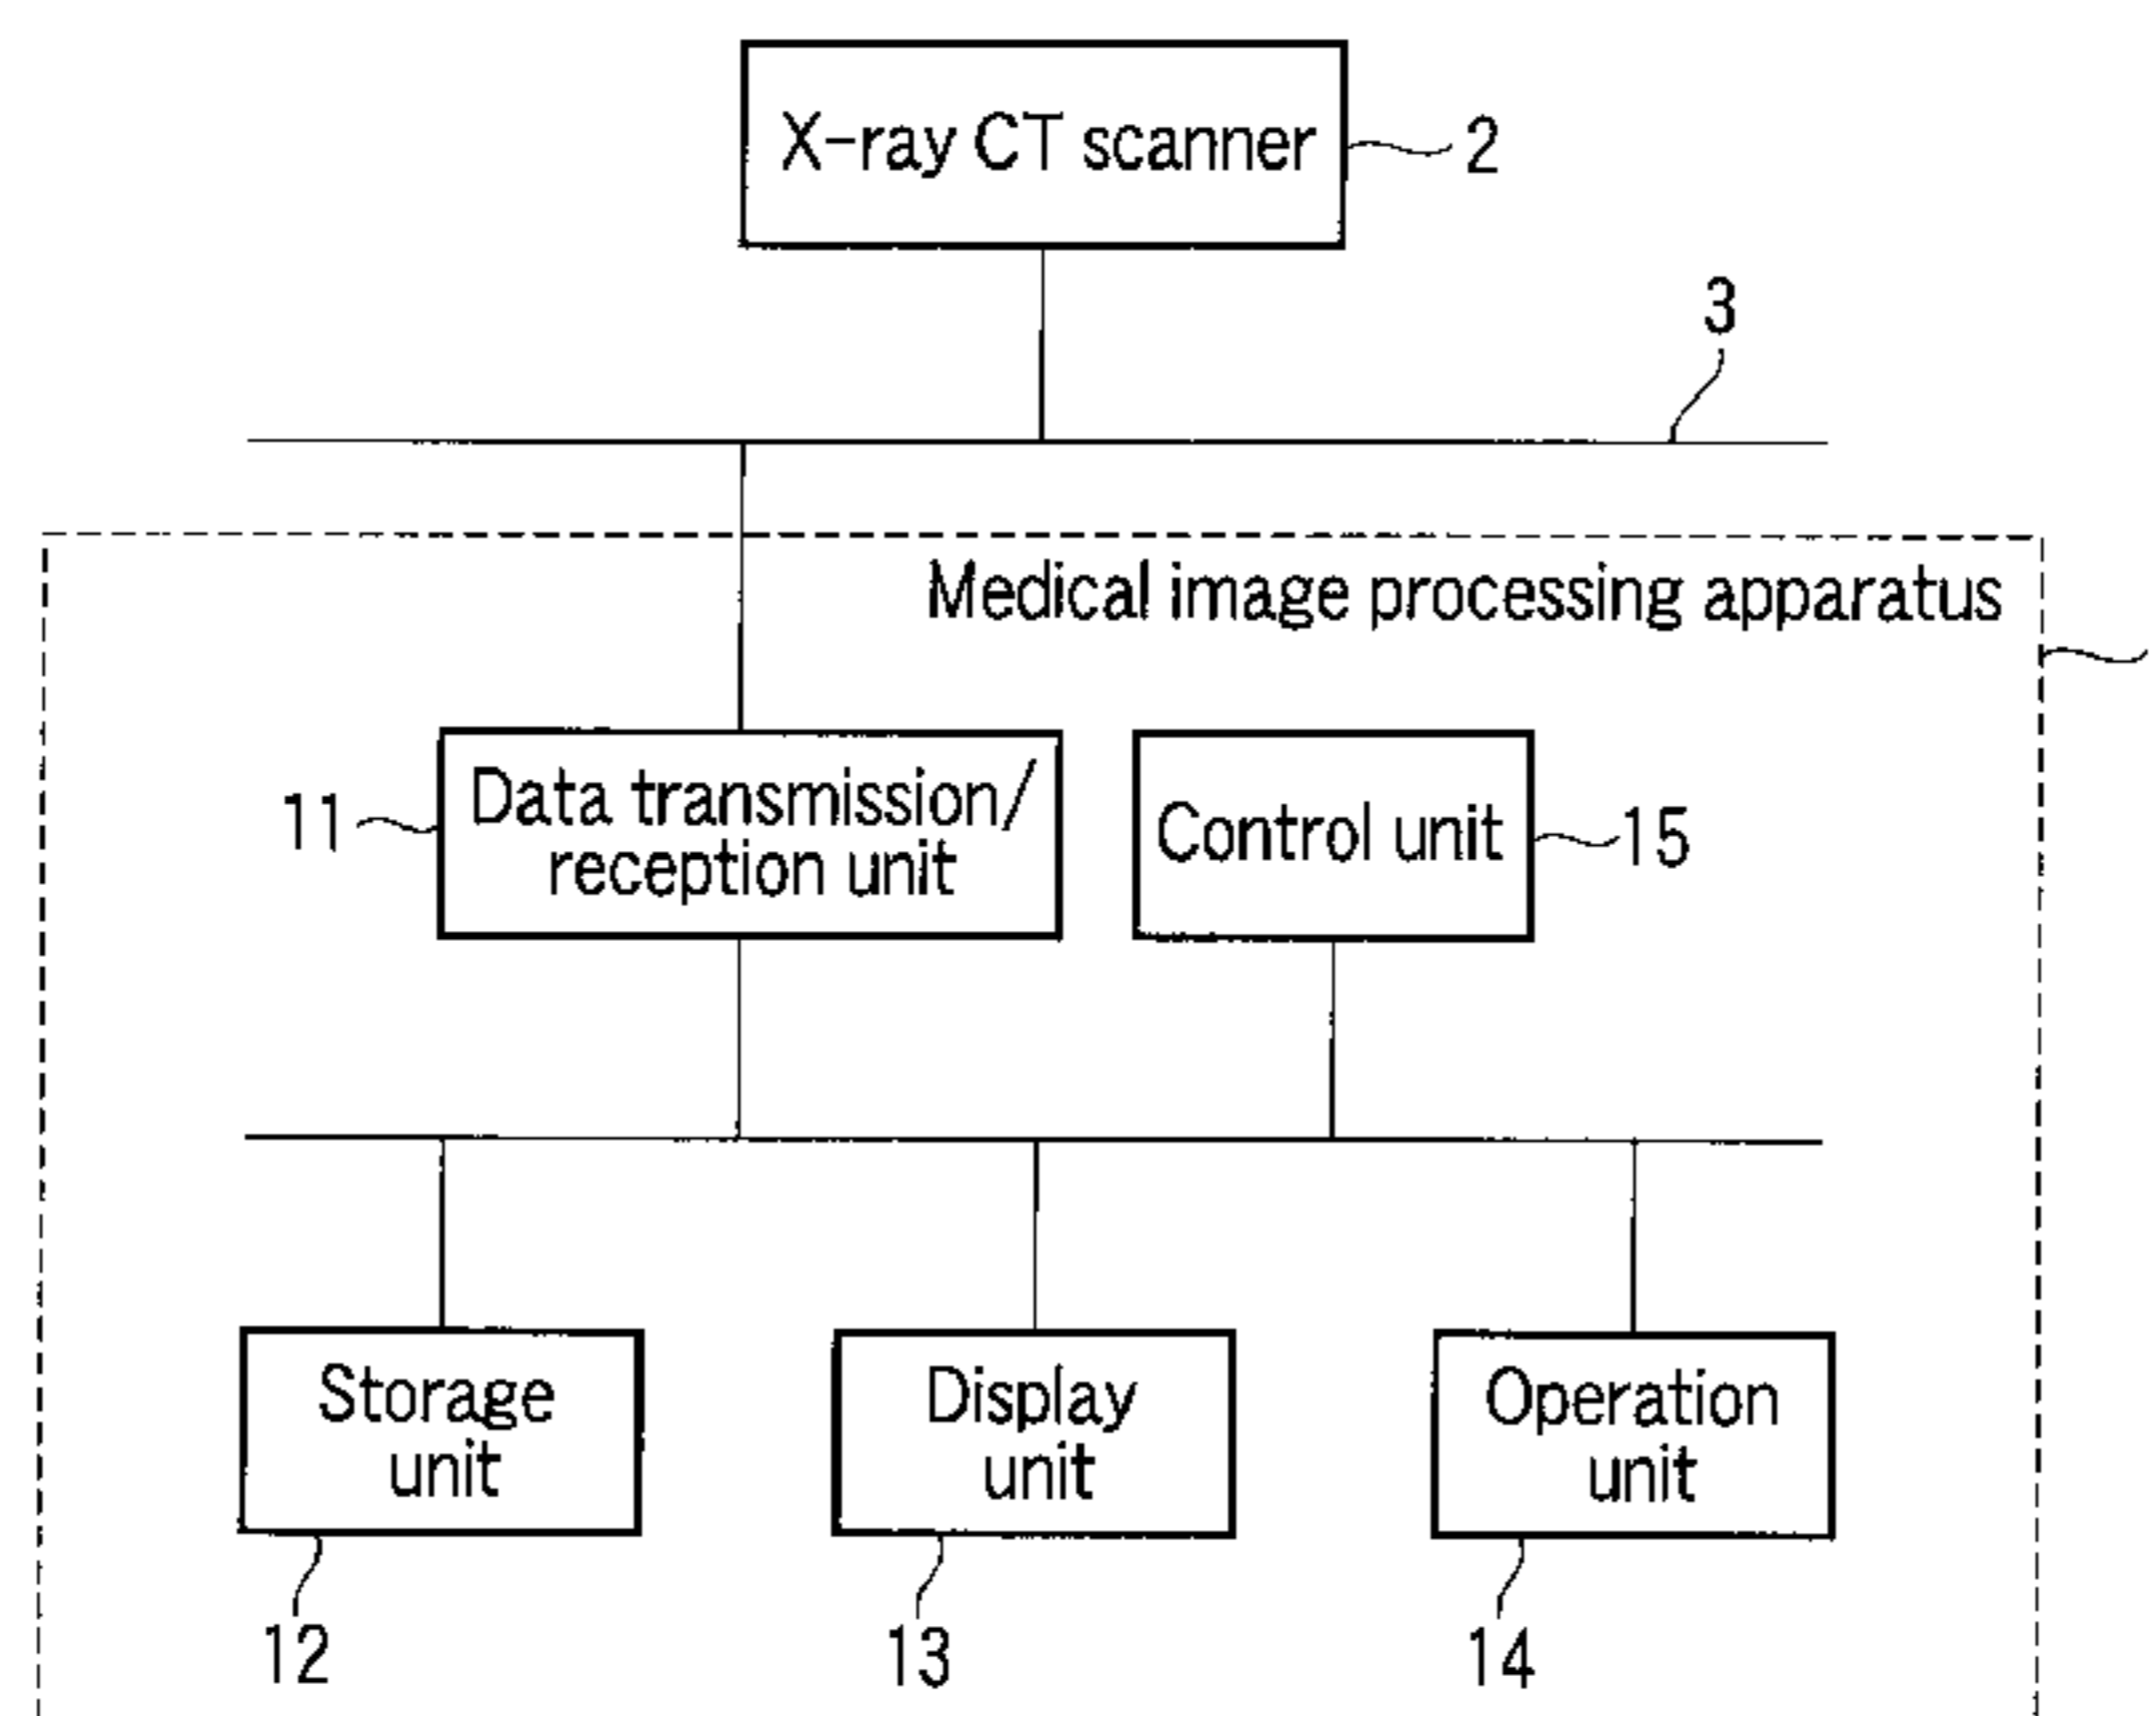 X-ray CT scanner
2
3
Medical image processing apparatus
11
Data transmission/
reception unit
Control unit
15
Storage
unit
Display
unit
Operation
unit
12
13
14